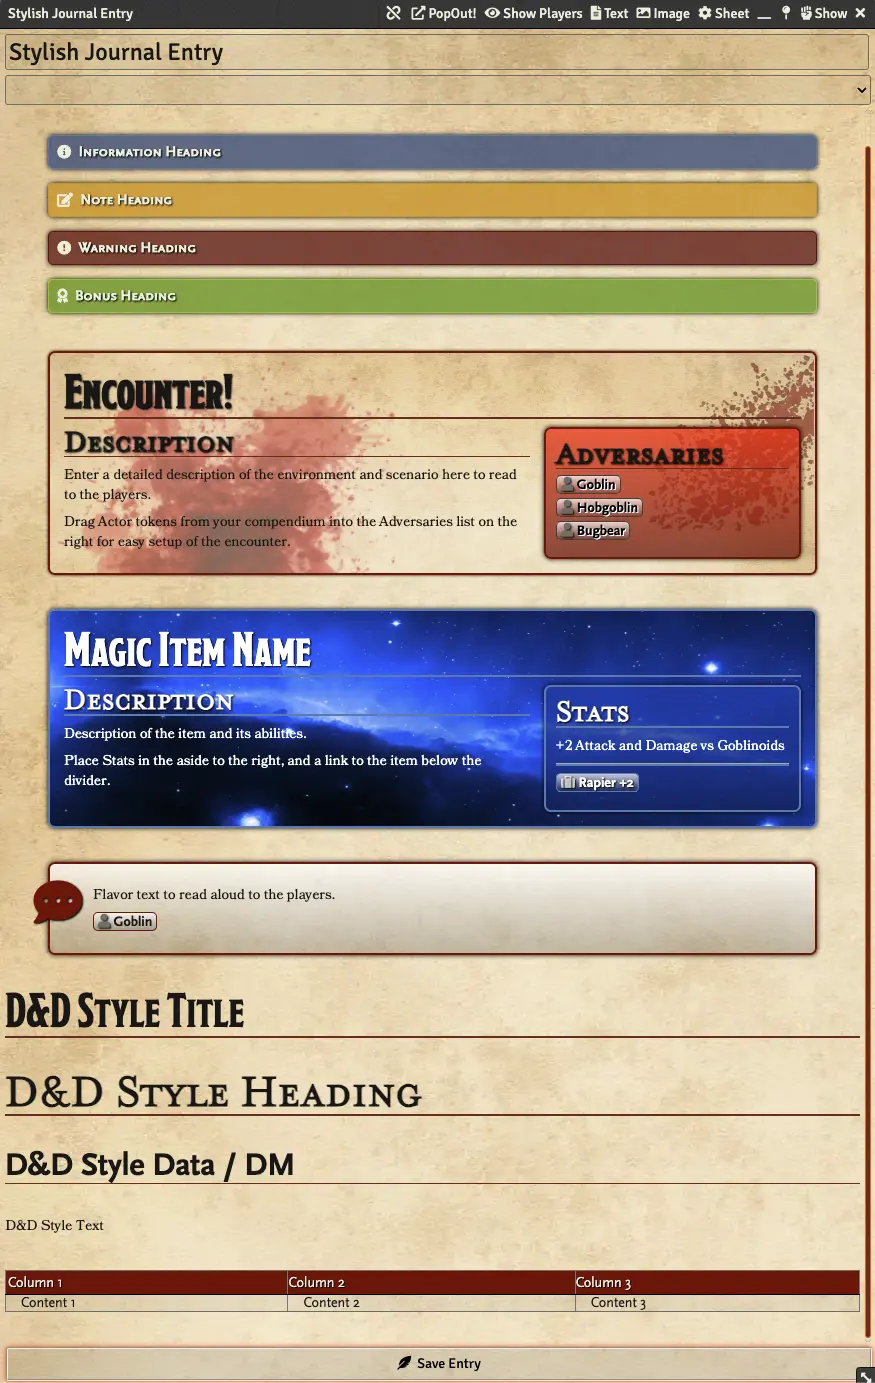 Stylish Journal Entry PopOut! Show Players Text Image Sheet Show
Stylish Journal Entry
Information Heading
Note Heading
Warning Heading
Bonus Heading
Encounter!
Description
Enter a detailed description of the environment and scenario here to read
to the players.
Drag Actor tokens from your compendium into the Adversaries list on the
right for easy setup of the encounter.
Adversaries
Goblin
Hobgoblin
Bugbear
Magic Item Name
Description
Description of the item and its abilities.
Place Stats in the aside to the right, and a link to the item below the
divider.
Stats
+2 Attack and Damage vs Goblinoids
Rapier +2
Flavor text to read aloud to the players.
Goblin
D&D Style Title
D&D Style Heading
D&D Style Data / DM
D&D Style Text
Column 1 Column 2 Column 3
Content 1 Content 2 Content 3
Save Entry